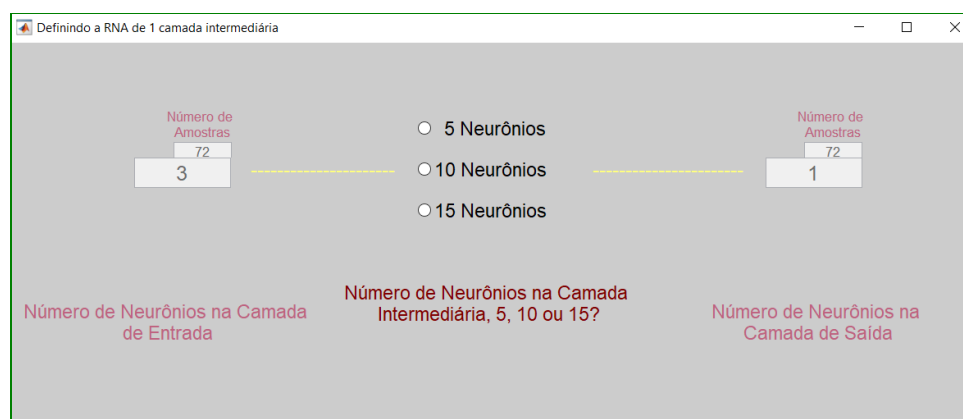 Definindo a RNA de 1 camada intermediária
Número de
Amostras
72
3
5 Neurônios
10 Neurônios
15 Neurônios
Número de
Amostras
72
1
Número de Neurônios na Camada
de Entrada
Número de Neurônios na Camada
Intermediária, 5, 10 ou 15?
Número de Neurônios na
Camada de Saída